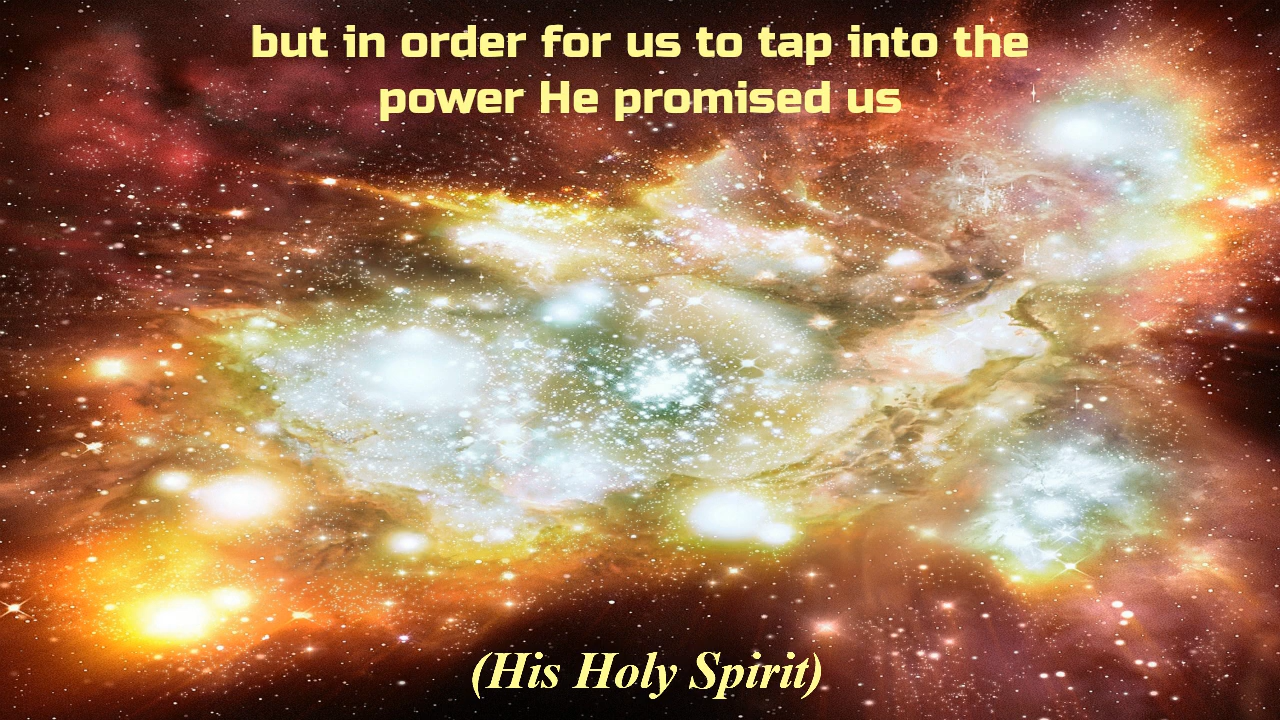 but in order for us to tap into the
power He promised us
(His Holy Spirit)